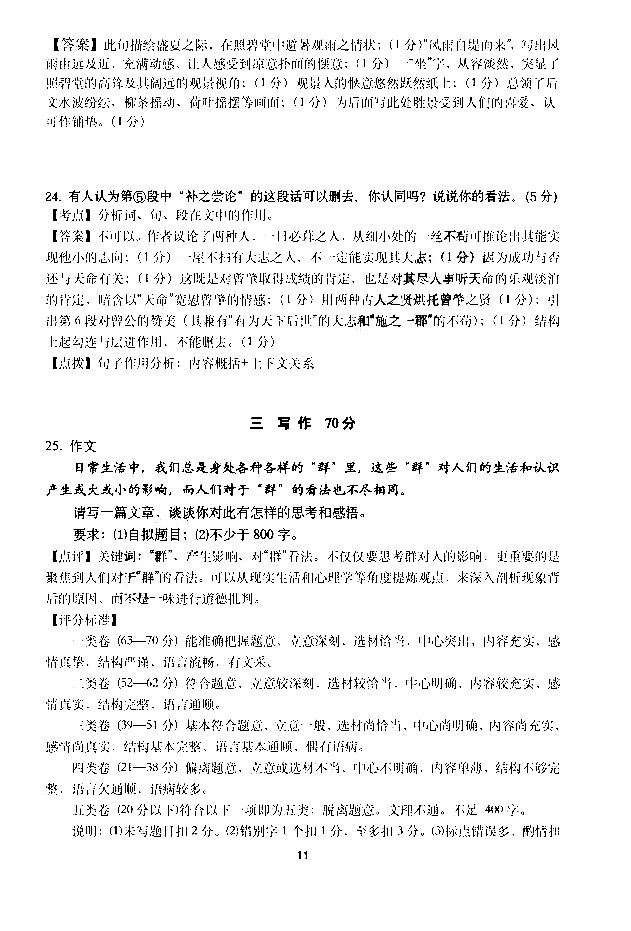 【答案】此句描绘盛夏之际，在照碧堂中避暑观雨之情状；（1分）“风雨自堤而来”，写出风
雨由远及近，充满动感，让人感受到凉意扑面的惬意；（1分）一“坐”字，从容淡然，突显了
照碧堂的高耸及其阔远的观景视角；（1分）观景人的惬意悠然跃然纸上；（1分）总领了后
文水波纷纭、柳条摇动、荷叶摇摆等画面；（1分）为后面写此处胜景受到人们的喜爱、认
可作铺垫。（1分）
24. 有人认为第⑤段中“补之尝论”的这段话可以删去，你认同吗？说说你的看法。（5分）
【考点】分析词、句、段在文中的作用。
【答案】不可以。作者议论了两种人，一日必葺之人，从细小处的一丝不苟可推论出其能实
现他小的志向；（1分）一屋不扫有大志之人，不一定能实现其大志；（1分）认为成功与否
还与天命有关；（1分）这既是对曾肇取得成绩的肯定，也是对其尽人事听天命的乐观淡泊
的肯定，暗含以“天命”宽慰曾肇的情感；（1分）用两种古人之贤烘托曾肇之贤（1分）；引
出第6段对曾公的赞美（其兼有“有为天下后世”的大志和“施之一郡”的不苟）；（1分）结构
上起勾连与层进作用，不能删去。（1分）
【点拨】句子作用分析：内容概括+上下文关系
三 写 作 70分
25. 作文
日常生活中，我们总是身处各种各样的“群”里，这些“群”对人们的生活和认识
产生或大或小的影响，而人们对于“群”的看法也不尽相同。
请写一篇文章，谈谈你对此有怎样的思考和感悟。
要求：(1)自拟题目；(2)不少于800字。
【点评】关键词：“群”、产生影响、对“群”看法。不仅仅要思考群对人的影响，更重要的是
聚焦到人们对于“群”的看法。可以从现实生活和心理学等角度提炼观点，来深入剖析现象背
后的原因，而不是一味进行道德批判。
【评分标准】
一类卷（63—70分）能准确把握题意，立意深刻，选材恰当，中心突出，内容充实，感
情真挚，结构严谨，语言流畅，有文采。
二类卷（52—62分）符合题意，立意较深刻，选材较恰当，中心明确，内容较充实，感
情真实，结构完整，语言通顺。
三类卷（39—51分）基本符合题意，立意一般，选材尚恰当，中心尚明确，内容尚充实，
感情尚真实，结构基本完整，语言基本通顺，偶有语病。
四类卷（21—38分）偏离题意，立意或选材不当，中心不明确，内容单薄，结构不够完
整，语言欠通顺，语病较多。
五类卷（20分以下）符合以下一项即为五类：脱离题意。文理不通。不足400字。
说明：(1)未写题目扣2分。(2)错别字1个扣1分，至多扣3分。(3)标点错误多，酌情扣
11